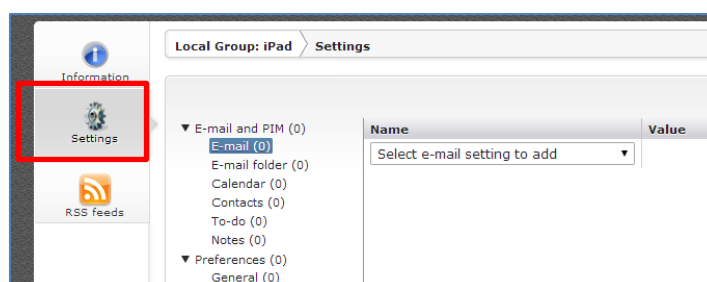 Local Group: iPad Settings
Information
Settings
RSS feeds
▼ E-mail and PIM (0)
E-mail (0)
E-mail folder (0)
Calendar (0)
Contacts (0)
To-do (0)
Notes (0)
▼ Preferences (0)
General (0)
Name Value
Select e-mail setting to add ▼